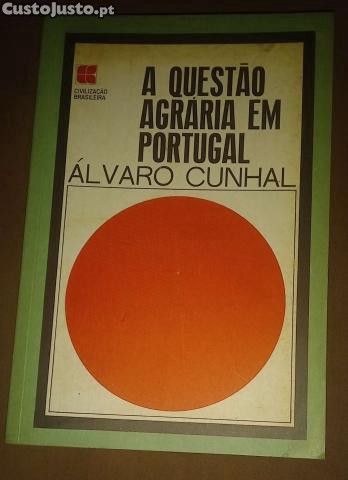 CustoJusto.pt
CIVILIZAÇÃO
BRASILEIRA
A QUESTÃO
AGRÁRIA EM
PORTUGAL
ÁLVARO CUNHAL